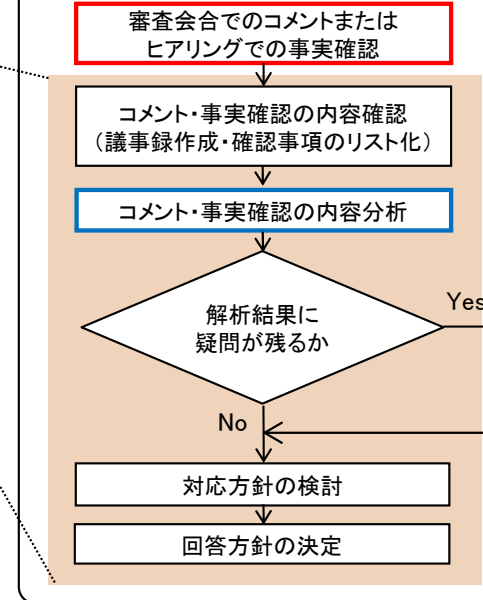 審査会合でのコメントまたは
ヒアリングでの事実確認
コメント・事実確認の内容確認
（議事録作成・確認事項のリスト化）
コメント・事実確認の内容分析
解析結果に
疑問が残るか
Yes
No
対応方針の検討
回答方針の決定